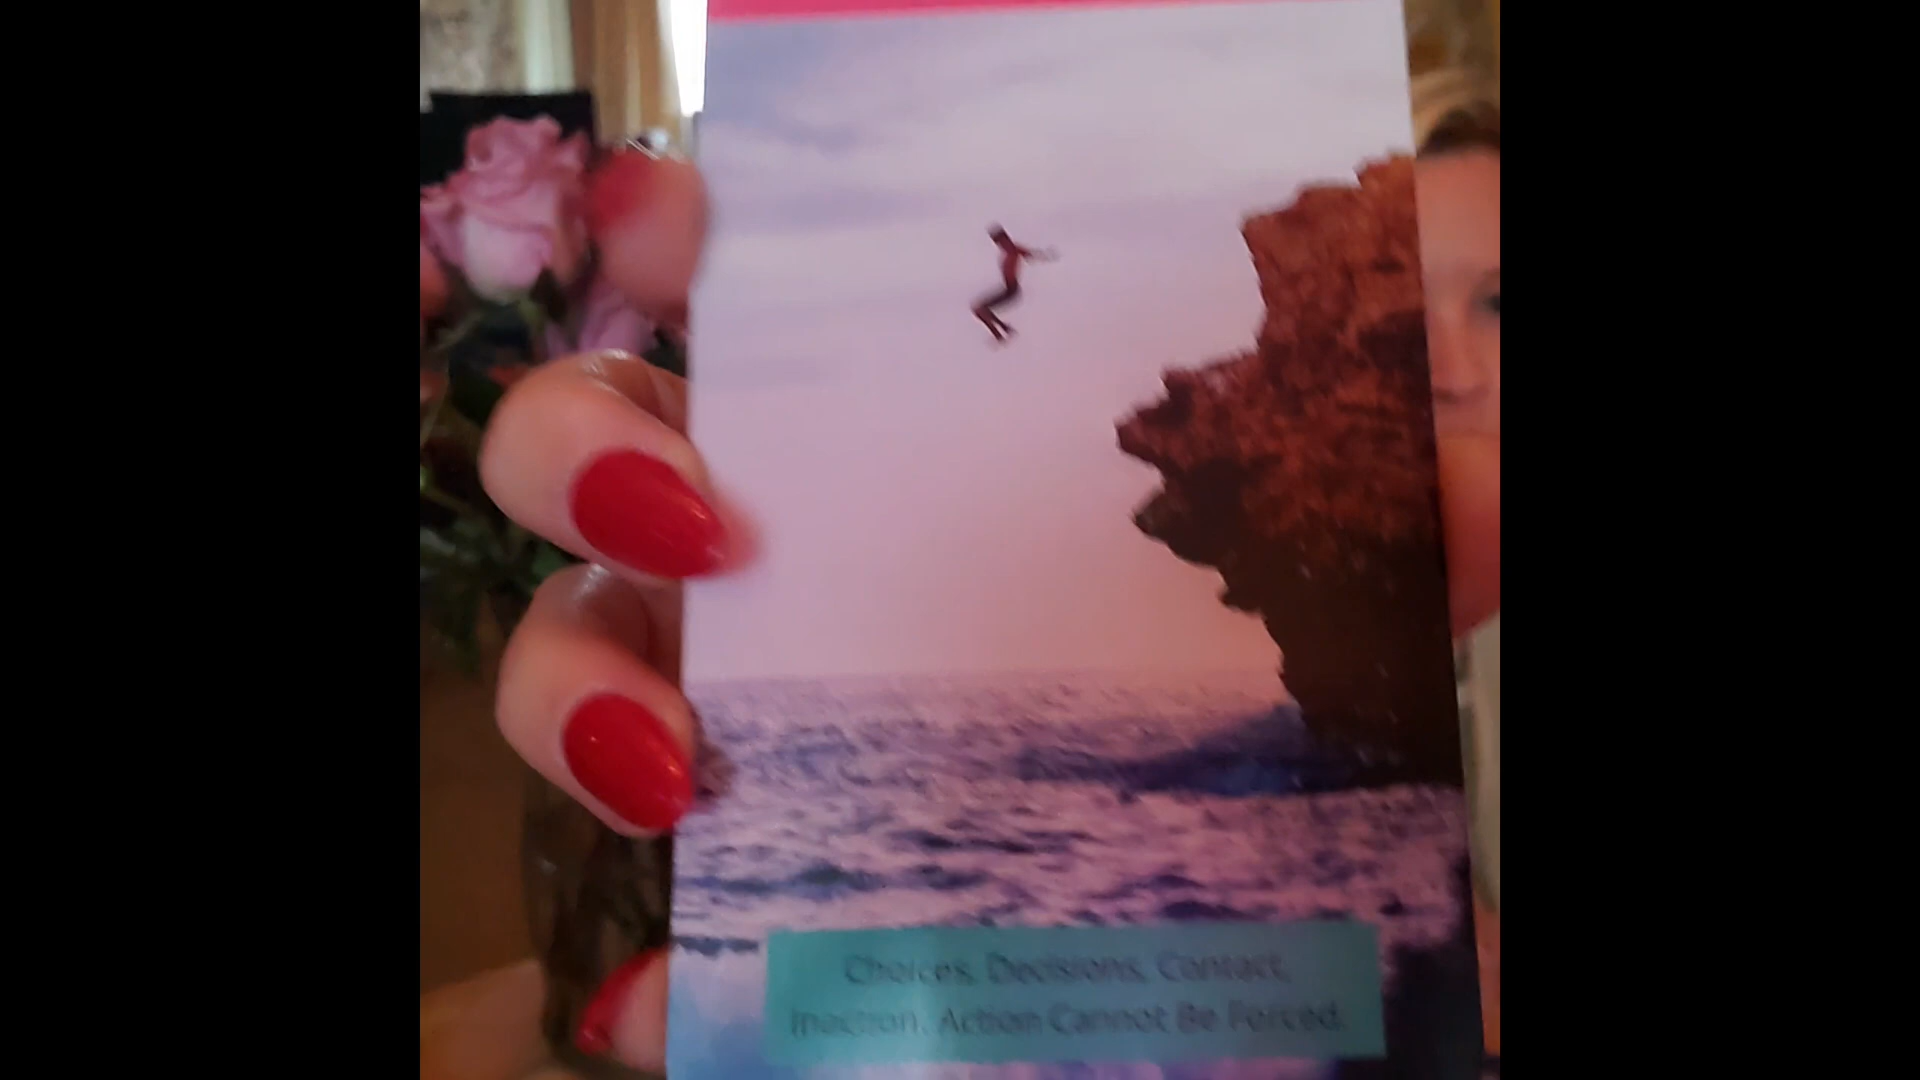 Choices, Decisions, Contact,
Inaction, Action Cannot Be Forced.